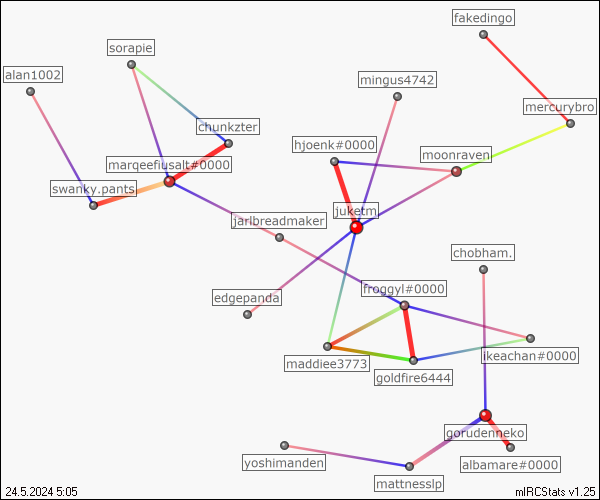 fakedingo
sorapie
alan1002
mingus4742
mercurybro
chunkzter
hjoenk#0000
moonraven
marqeefiusalt#0000
swanky.pants
juketm
jaribreadmaker
chobham.
froggyl#0000
edgepanda
ikeachan#0000
maddiee3773
goldfire6444
gorudenneko
yoshimanden
albamare#0000
mattnesslp
24.5.2024 5:05
mIRCStats v1.25